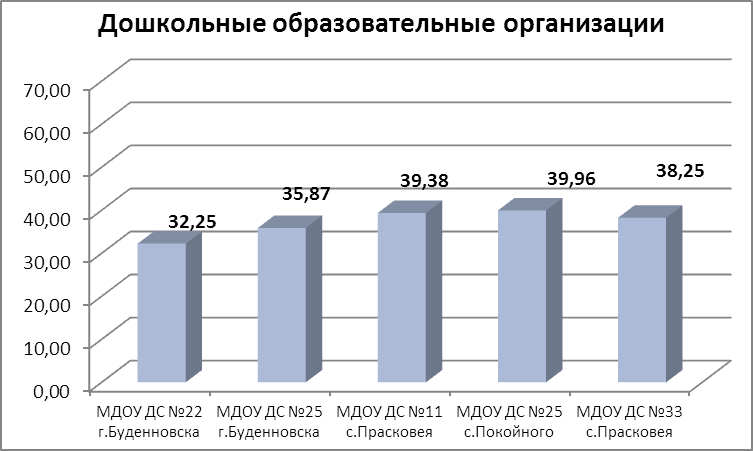 Дошкольные образовательные организации
70,00
60,00
50,00
40,00
30,00
20,00
10,00
0,00
32,25
35,87
39,38
39,96
38,25
МДОУ ДС №22
г.Буденновска
МДОУ ДС №25
г.Буденновска
МДОУ ДС №11
с.Прасковея
МДОУ ДС №25
с.Покойного
МДОУ ДС №33
с.Прасковея